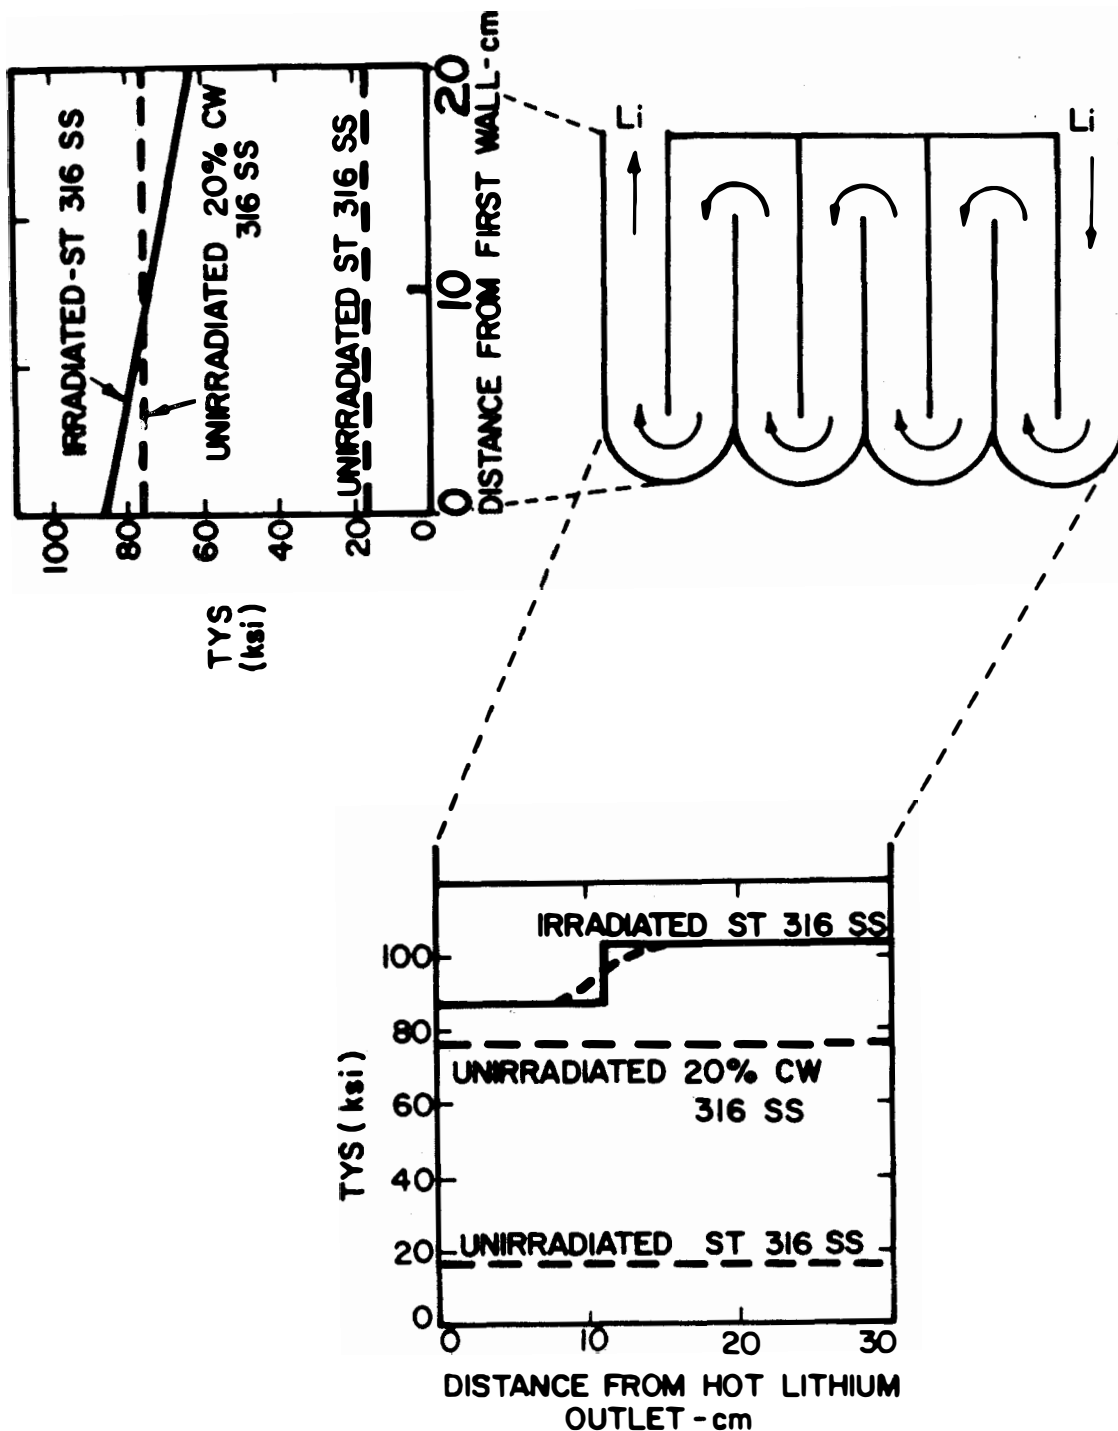 IRRADIATED-ST 316 SS
UNIRRADIATED 20% CW
316 SS
UNIRRADIATED ST 316 SS
0 10 20
DISTANCE FROM FIRST WALL-cm
100 80 60 40 20 0
TYS
(ksi)
Li
Li
IRRADIATED ST 316 SS
UNIRRADIATED 20% CW
316 SS
UNIRRADIATED ST 316 SS
100
80
60
40
20
0
TYS (ksi)
0 10 20 30
DISTANCE FROM HOT LITHIUM
OUTLET-cm